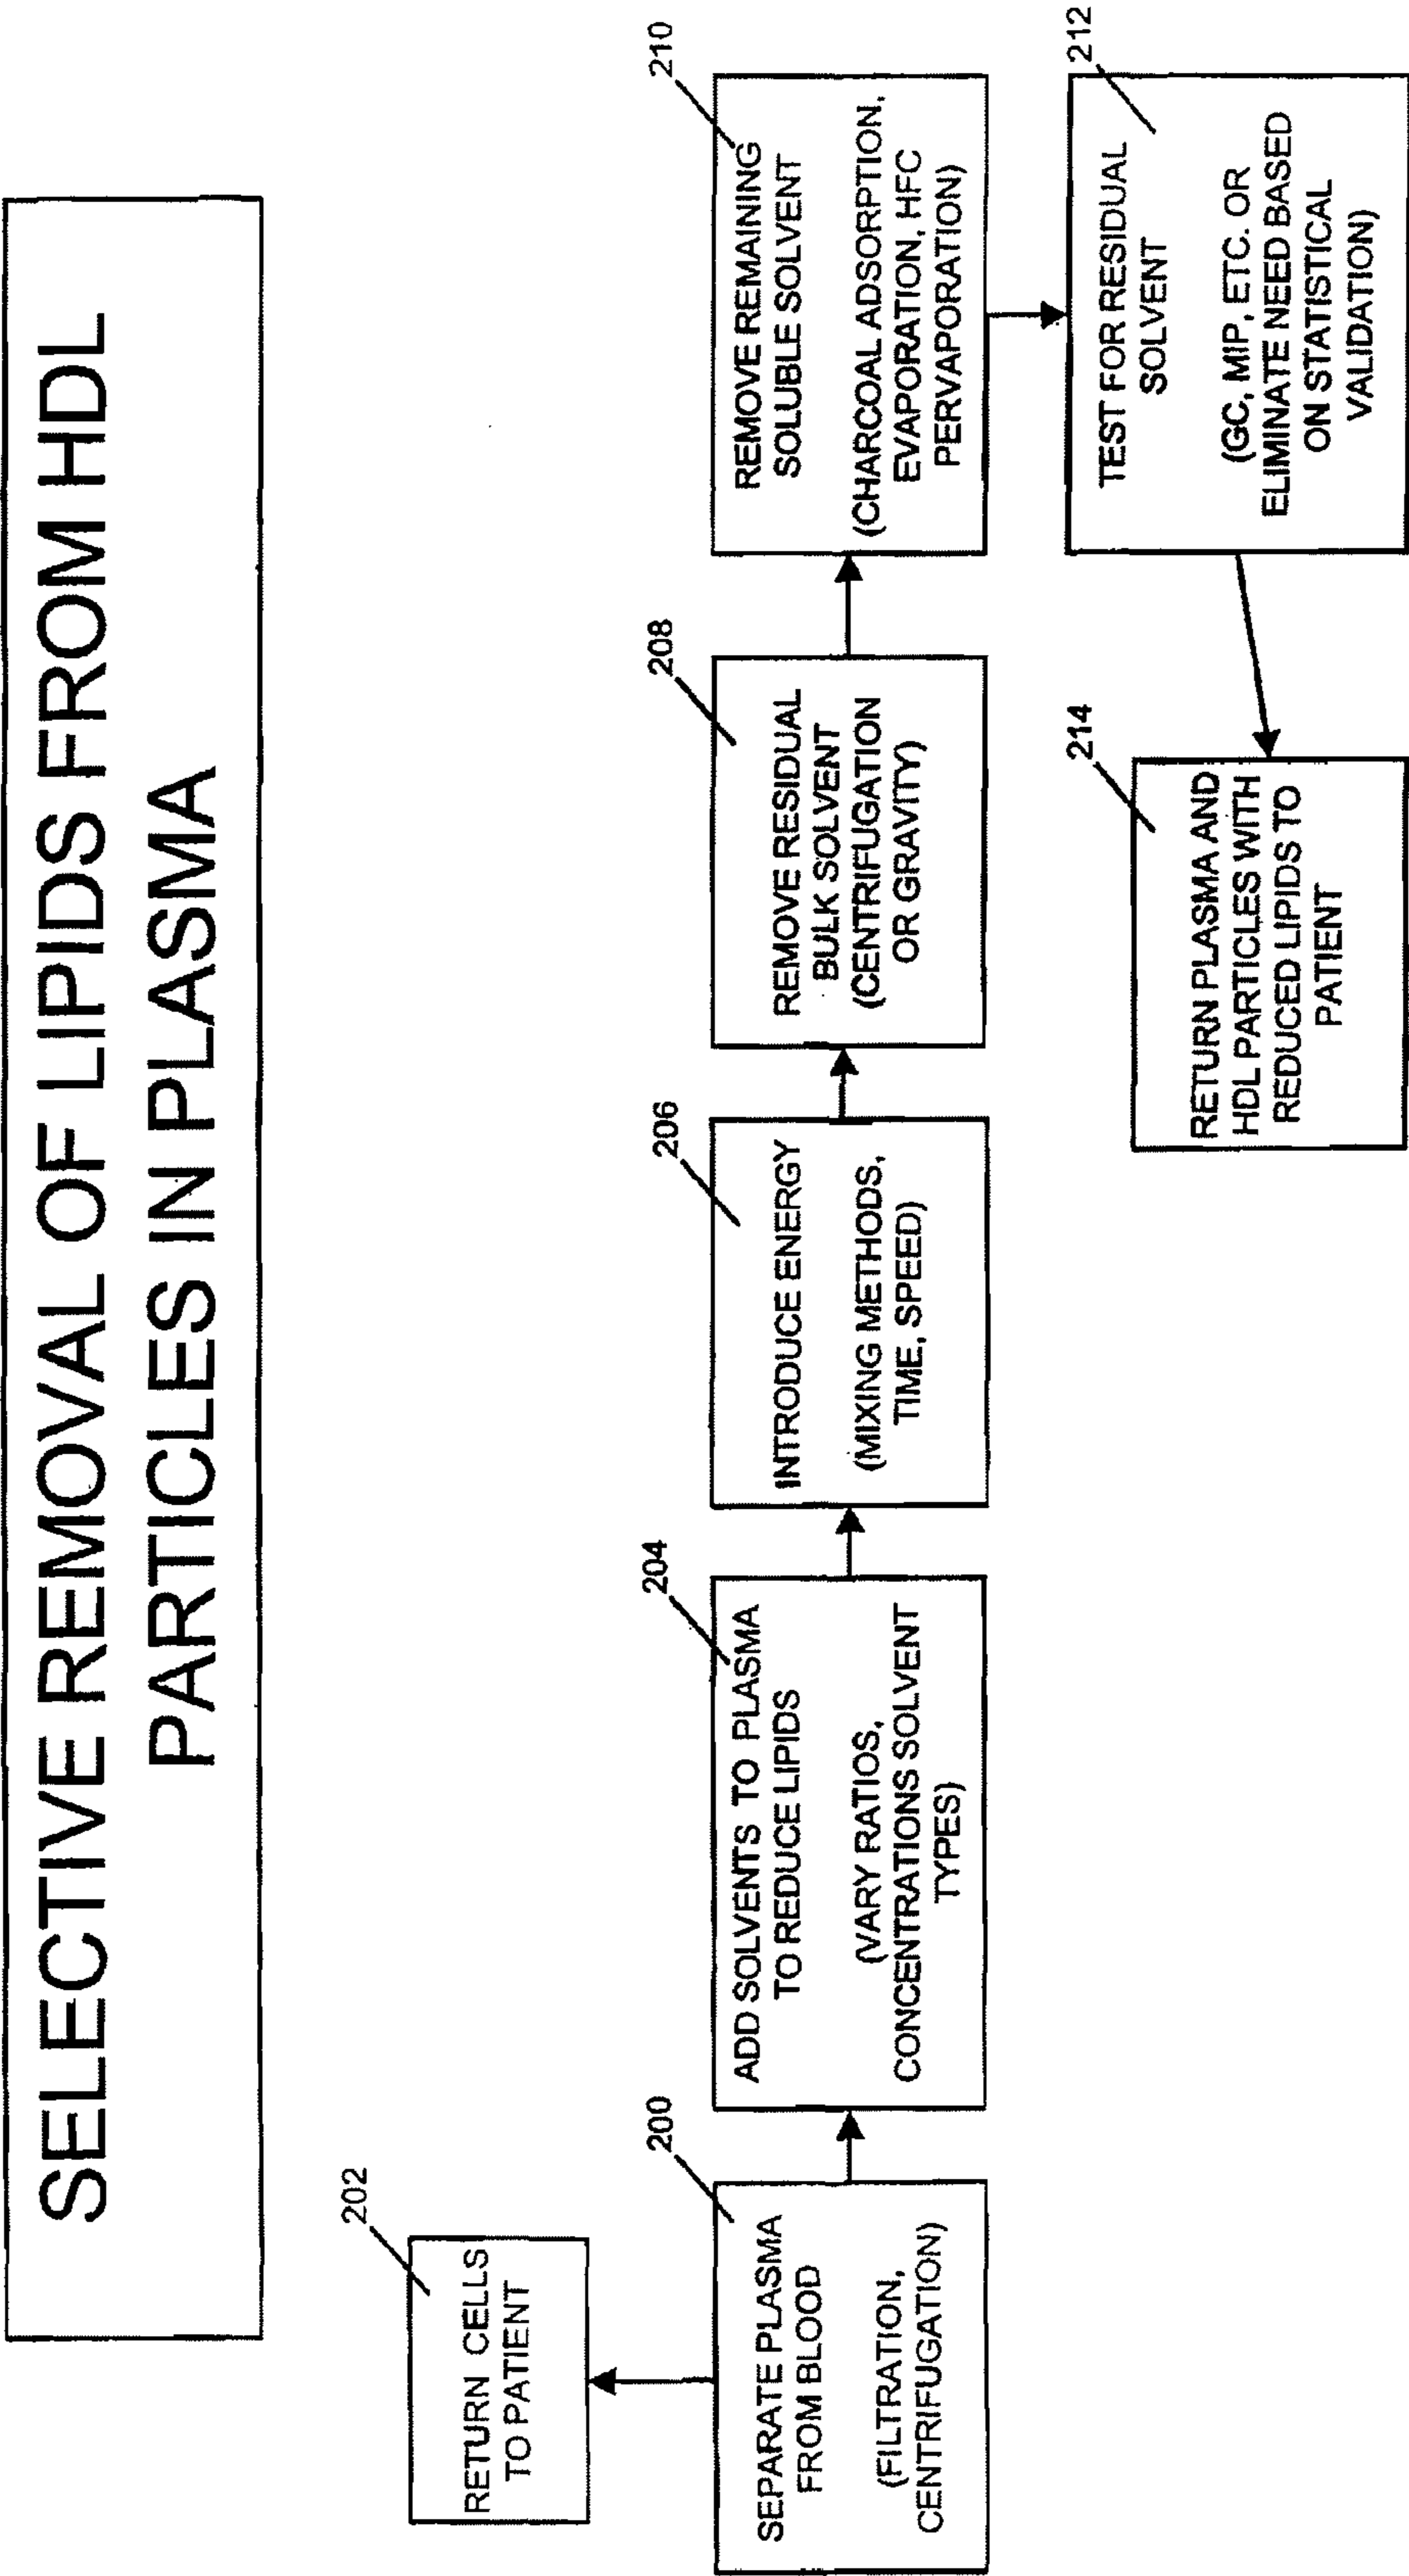 SELECTIVE REMOVAL OF LIPIDS FROM HDL
PARTICLES IN PLASMA
202
RETURN CELLS
TO PATIENT
200
SEPARATE PLASMA
FROM BLOOD
(FILTRATION,
CENTRIFUGATION)
204
ADD SOLVENTS TO PLASMA
TO REDUCE LIPIDS
(VARY RATIOS,
CONCENTRATIONS SOLVENT
TYPES)
206
INTRODUCE ENERGY
(MIXING METHODS,
TIME, SPEED)
208
REMOVE RESIDUAL
BULK SOLVENT
(CENTRIFUGATION
OR GRAVITY)
210
REMOVE REMAINING
SOLUBLE SOLVENT
(CHARCOAL ADSORPTION,
EVAPORATION, HFC
PERVAPORATION)
212
TEST FOR RESIDUAL
SOLVENT
(GC, MIP, ETC. OR
ELIMINATE NEED BASED
ON STATISTICAL
VALIDATION)
214
RETURN PLASMA AND
HDL PARTICLES WITH
REDUCED LIPIDS TO
PATIENT